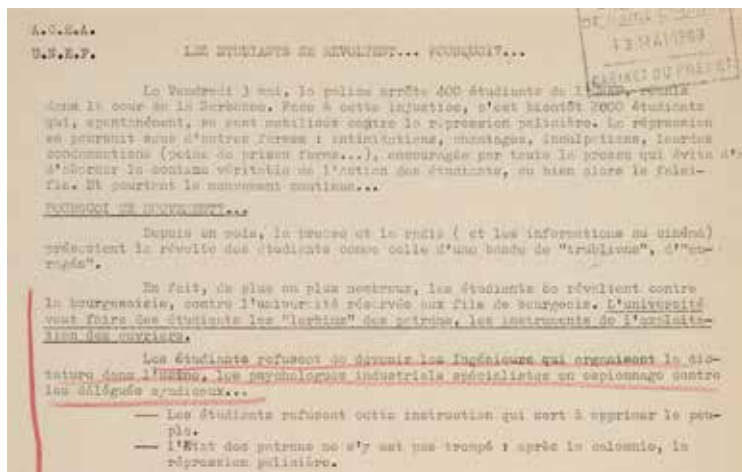 A.G.E.A.
U.N.E.F.
LES ETUDIANTS SE REVOLTENT... POURQUOI?...
13 MAI 1968
CABINET DU PREFET
Le Vendredi 3 mai, la police arrête 400 étudiants de l'UNEF, réunis
dans la cour de la Sorbonne. Face à cette injustice, c'est bientôt 2000 étudiants
qui, spontanément, se sont mobilisés contre la répression policière. La répression
se poursuit sous d'autres formes : intimidations, chantages, inculpations, lourdes
condamnations (peine de prison ferme...), encouragée par toute la presse qui évite d'a
d'aborder le contenu véritable de l'action des étudiants, ou bien alors le falsi-
fie. Et pourtant le mouvement continue...
POURQUOI CE MOUVEMENT?...
Depuis un mois, la presse et la radio ( et les informations au cinéma)
présentent la révolte des étudiants comme celle d'une bande de "trublions", d'"en-
ragés".
En fait, de plus en plus nombreux, les étudiants se révoltent contre
la bourgeoisie, contre l'université réservée aux fils de bourgeois. L'université
veut faire des étudiants les "larbins" des patrons, les instruments de l'exploita-
tion des ouvriers.
Les étudiants refusent de devenir les ingénieurs qui organisent la dic-
tature dans l'usine, les psychologues industriels spécialistes en espionnage contre
les délégués syndicaux...
— Les étudiants refusent cette instruction qui sert à opprimer le peu-
ple.
— l'Etat des patrons ne s'y est pas trompé : après la calomnie, la
répression policière.